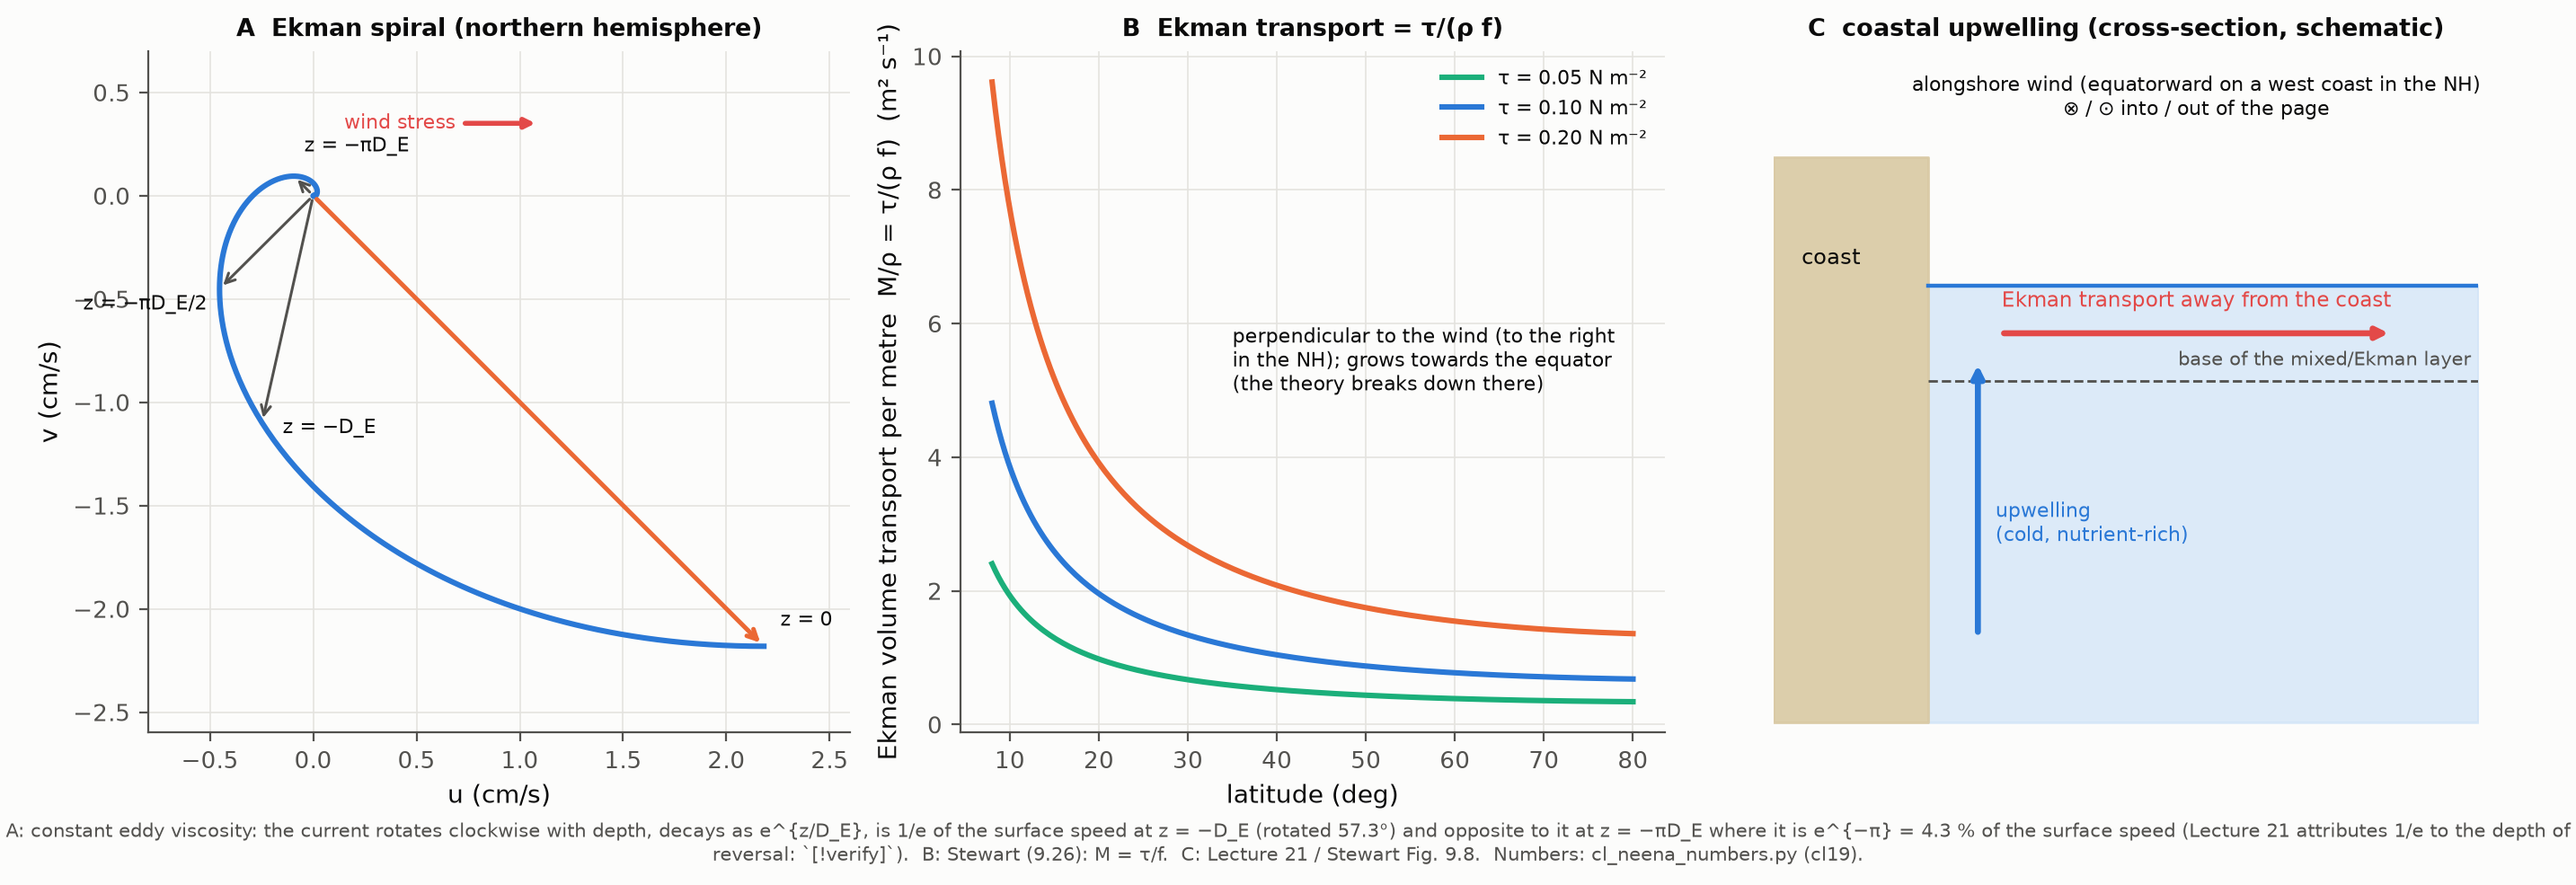 A  Ekman spiral (northern hemisphere)
0.5
0.0
−0.5
−1.0
−1.5
−2.0
−2.5
v (cm/s)
wind stress
z = −πD_E
z = −πD_E/2
z = −D_E
z = 0
−0.5
0.0
0.5
1.0
1.5
2.0
2.5
u (cm/s)
B  Ekman transport = τ/(ρ f)
Ekman volume transport per metre  M/ρ = τ/(ρ f)  (m² s⁻¹)
10
8
6
4
2
0
τ = 0.05 N m⁻²
τ = 0.10 N m⁻²
τ = 0.20 N m⁻²
perpendicular to the wind (to the right
in the NH); grows towards the equator
(the theory breaks down there)
10
20
30
40
50
60
70
80
latitude (deg)
C  coastal upwelling (cross-section, schematic)
alongshore wind (equatorward on a west coast in the NH)
⊗ / ⊙ into / out of the page
coast
Ekman transport away from the coast
base of the mixed/Ekman layer
upwelling
(cold, nutrient-rich)
A: constant eddy viscosity: the current rotates clockwise with depth, decays as e^{z/D_E}, is 1/e of the surface speed at z = −D_E (rotated 57.3°) and opposite to it at z = −πD_E where it is e^{−π} = 4.3 % of the surface speed (Lecture 21 attributes 1/e to the depth of
reversal: `[!verify]`).  B: Stewart (9.26): M = τ/f.  C: Lecture 21 / Stewart Fig. 9.8.  Numbers: cl_neena_numbers.py (cl19).